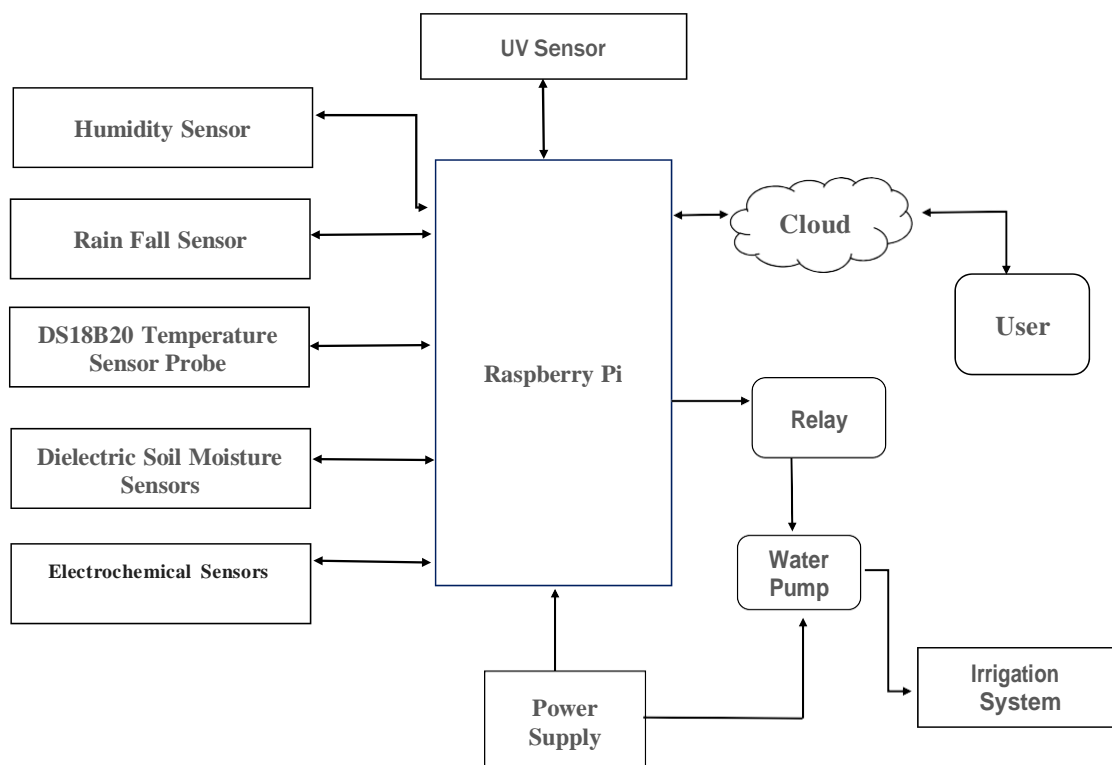 UV Sensor
Humidity Sensor
Rain Fall Sensor
Cloud
User
DS18B20 Temperature
Sensor Probe
Raspberry Pi
Relay
Dielectric Soil Moisture
Sensors
Electrochemical Sensors
Water
Pump
Irrigation
System
Power
Supply